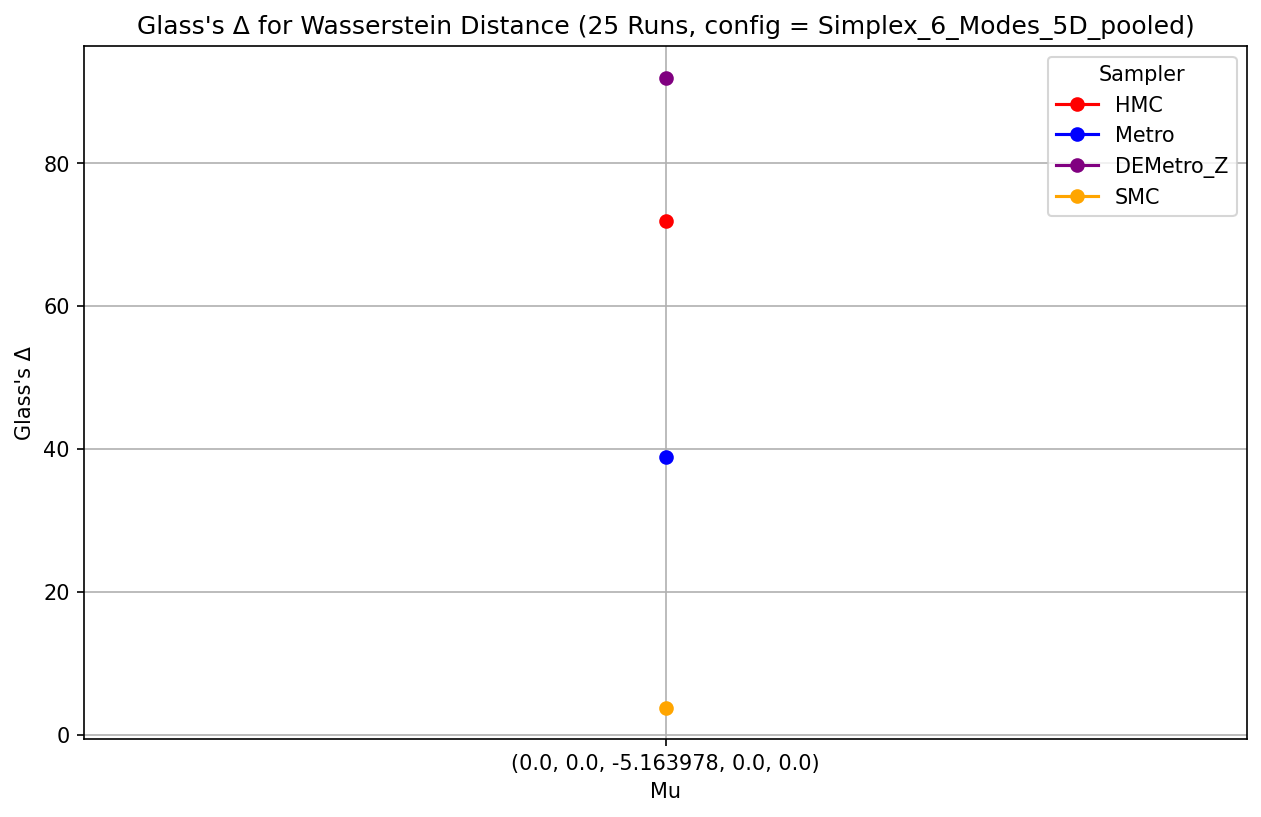 Glass's Δ for Wasserstein Distance (25 Runs, config = Simplex_6_Modes_5D_pooled)
Sampler
HMC
Metro
DEMetro_Z
SMC
80
60
40
20
0
Glass's Δ
(0.0, 0.0, -5.163978, 0.0, 0.0)
Mu